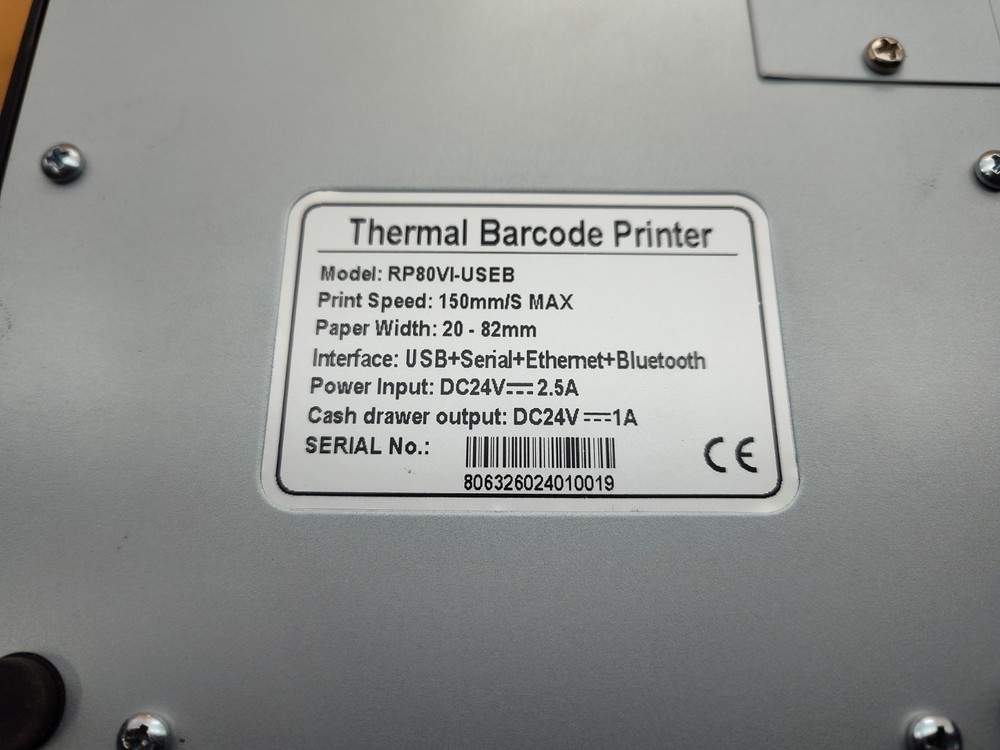 Thermal Barcode Printer
Model: RP80VI-USEB
Print Speed: 150mm/S MAX
Paper Width: 20 - 82mm
Interface: USB+Serial+Ethernet+Bluetooth
Power Input: DC24V⎓2.5A
Cash drawer output: DC24V⎓1A
SERIAL No.:
806326024010019
CE